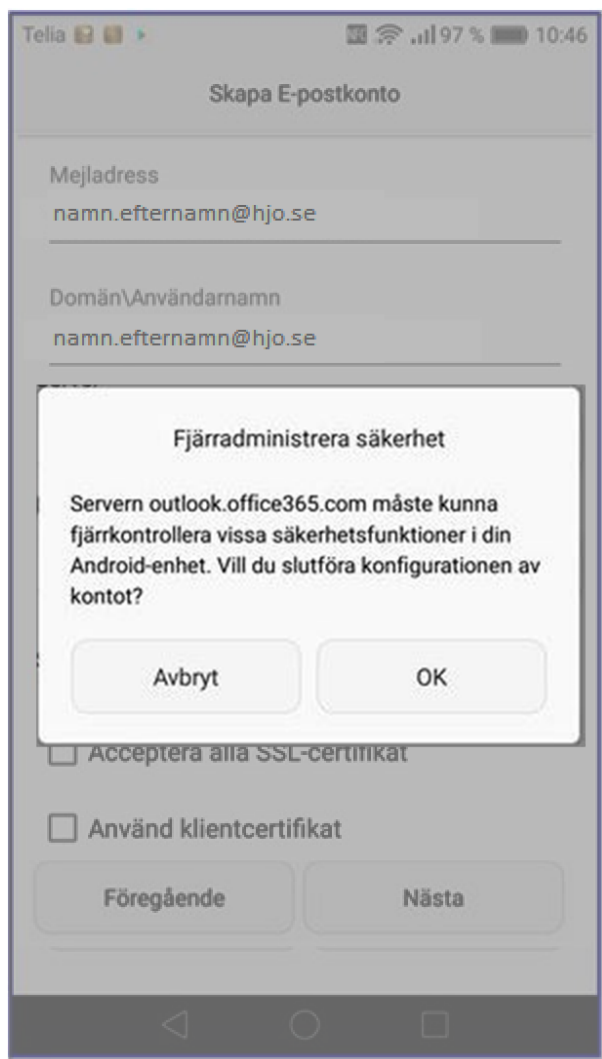 Telia 97 % 10:46
Skapa E-postkonto
Mejladress
namn.efternamn@hjo.se
Domän\Användarnamn
namn.efternamn@hjo.se
Fjärradministrera säkerhet
Servern outlook.office365.com måste kunna
fjärrkontrollera vissa säkerhetsfunktioner i din
Android-enhet. Vill du slutföra konfigurationen av
kontot?
Avbryt OK
Acceptera alla SSL-certifikat
Använd klientcertifikat
Föregående Nästa